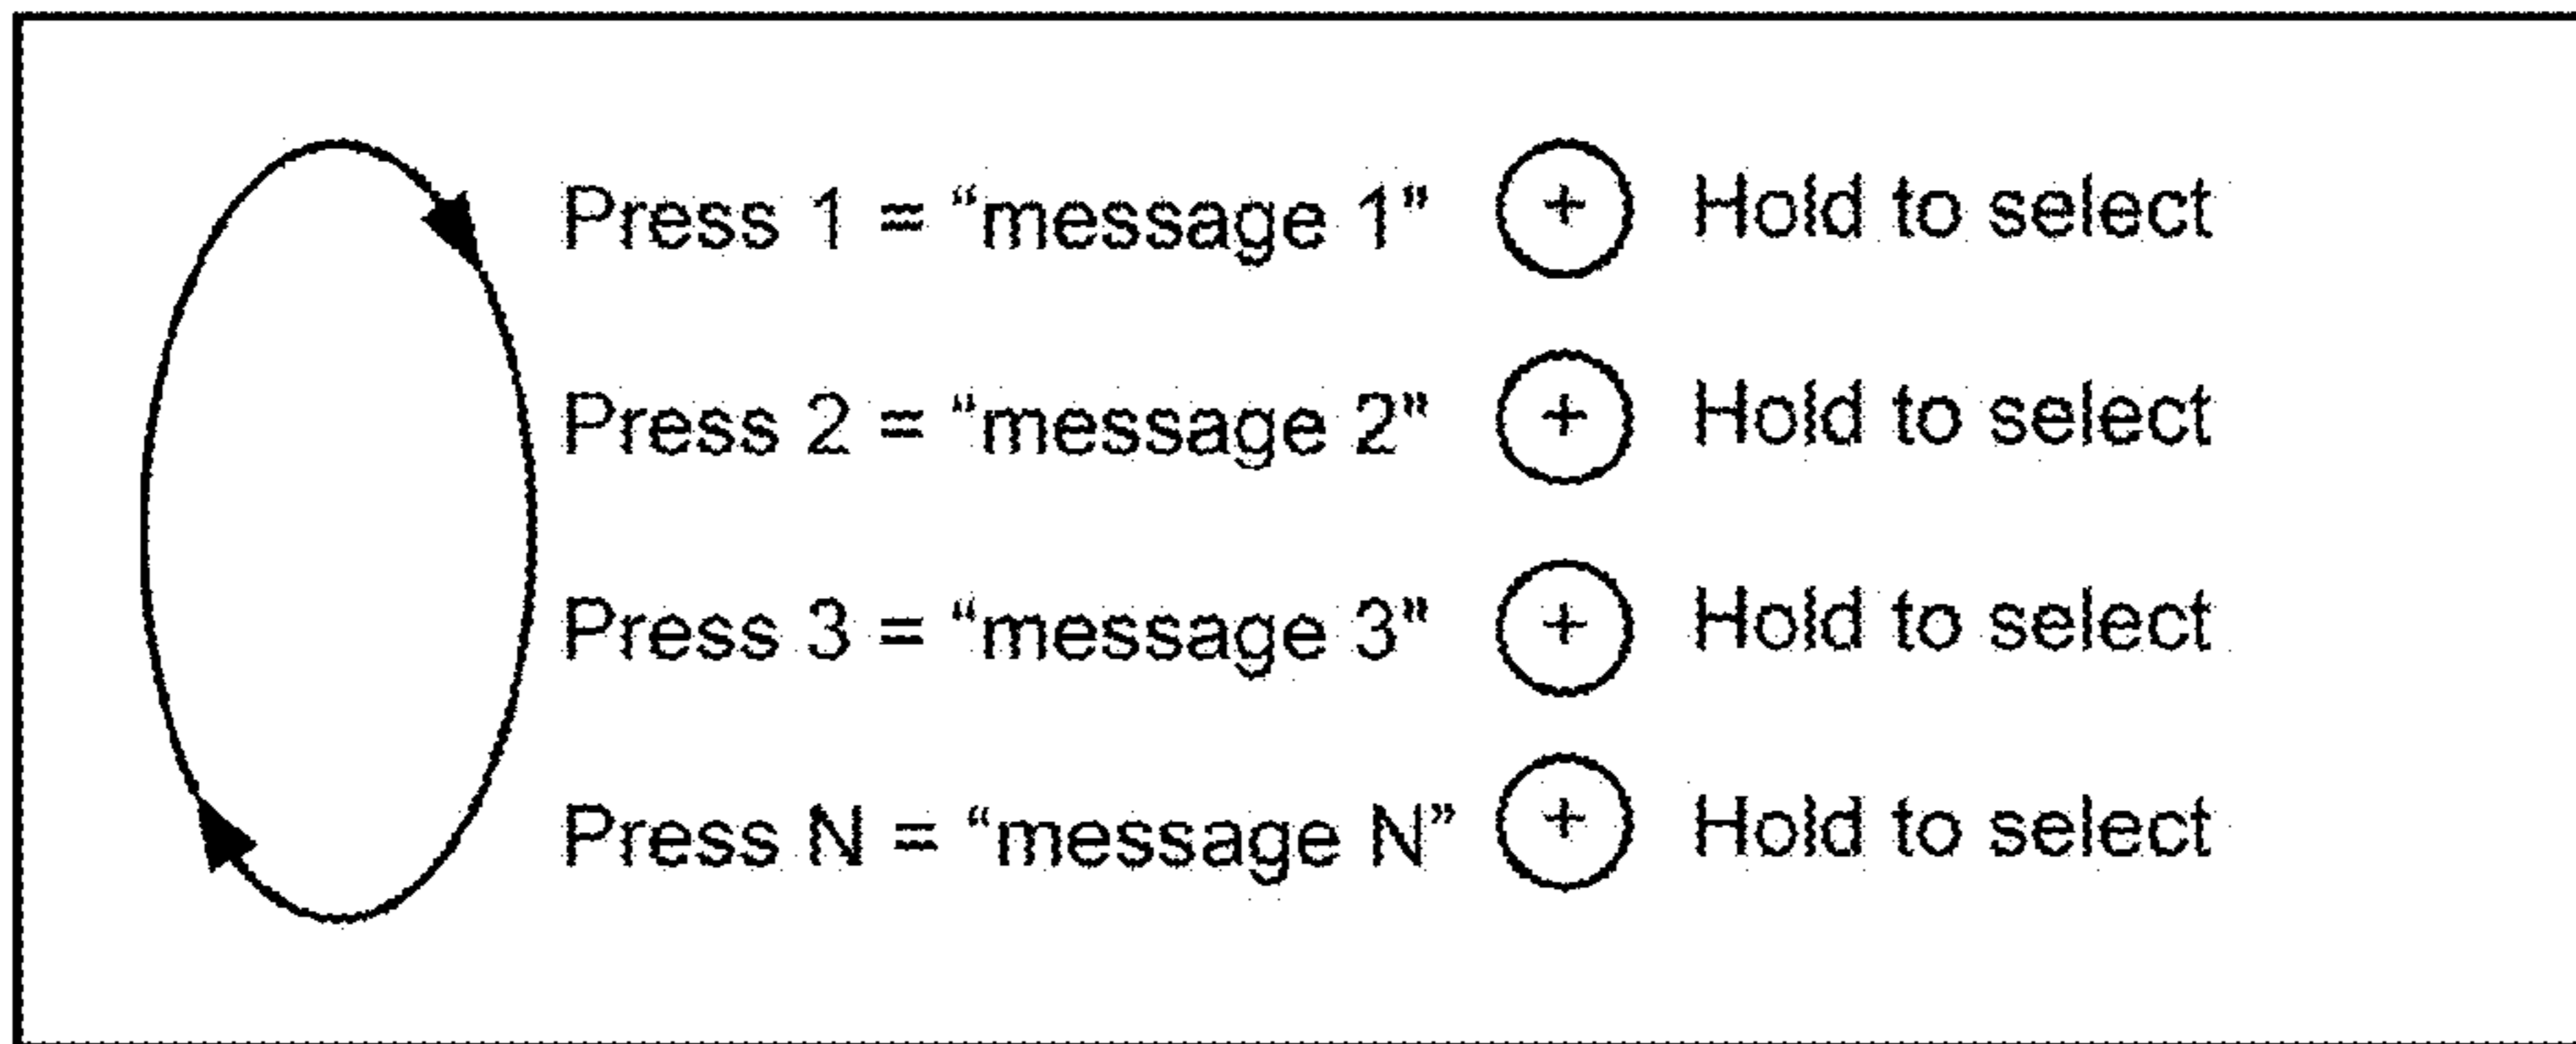 Press 1 = “message 1” + Hold to select
Press 2 = “message 2” + Hold to select
Press 3 = “message 3” + Hold to select
Press N = “message N” + Hold to select